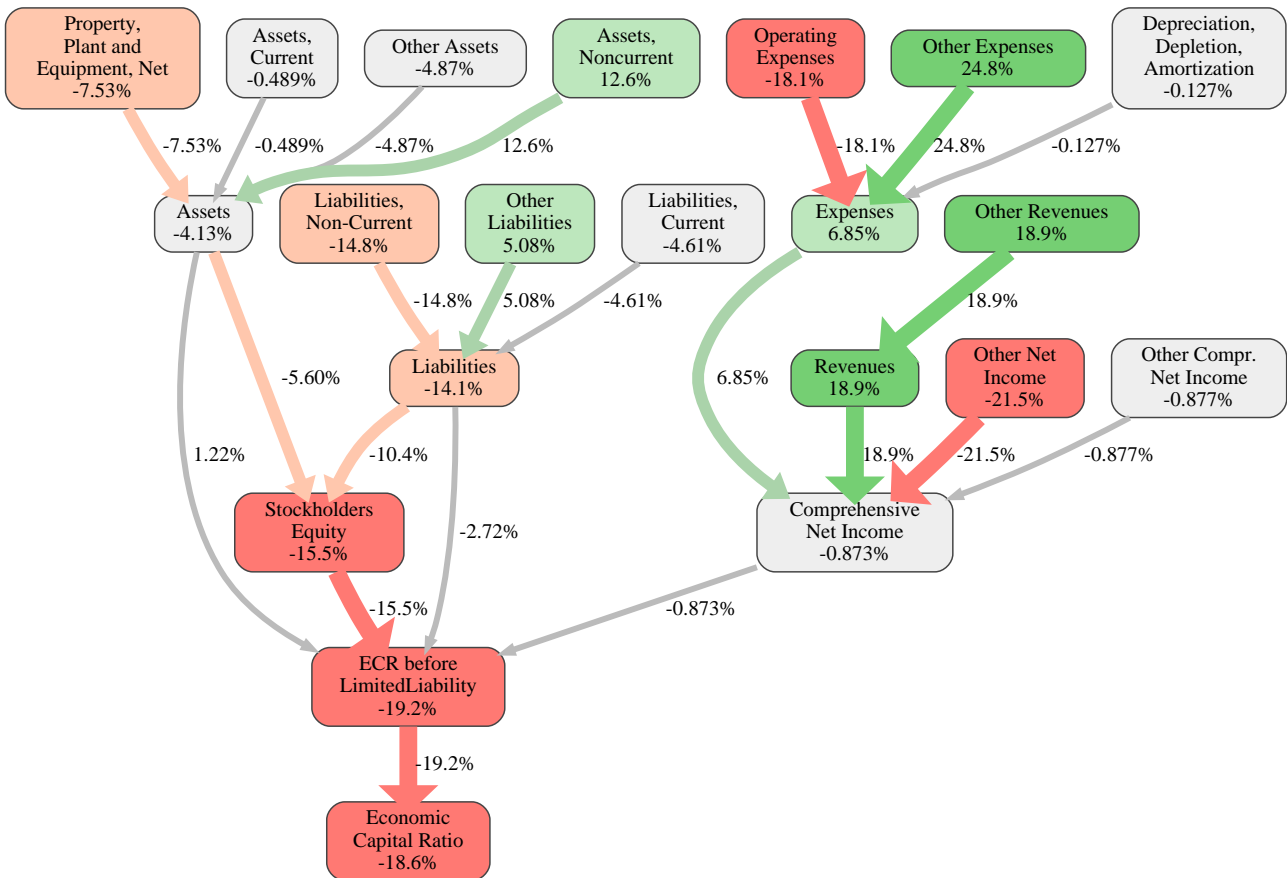 Property,
Plant and
Equipment, Net
-7.53%
Assets,
Current
-0.489%
Other Assets
-4.87%
Assets,
Noncurrent
12.6%
Operating
Expenses
-18.1%
Other Expenses
24.8%
Depreciation,
Depletion,
Amortization
-0.127%
-7.53%
-0.489%
-4.87%
12.6%
-18.1%
24.8%
-0.127%
Assets
-4.13%
Liabilities,
Non-Current
-14.8%
Other
Liabilities
5.08%
Liabilities,
Current
-4.61%
Expenses
6.85%
Other Revenues
18.9%
-14.8%
5.08%
-4.61%
18.9%
-5.60%
Liabilities
-14.1%
6.85%
Revenues
18.9%
Other Net
Income
-21.5%
Other Compr.
Net Income
-0.877%
1.22%
-10.4%
18.9%
-21.5%
-0.877%
Stockholders
Equity
-15.5%
-2.72%
Comprehensive
Net Income
-0.873%
-15.5%
-0.873%
ECR before
LimitedLiability
-19.2%
-19.2%
Economic
Capital Ratio
-18.6%